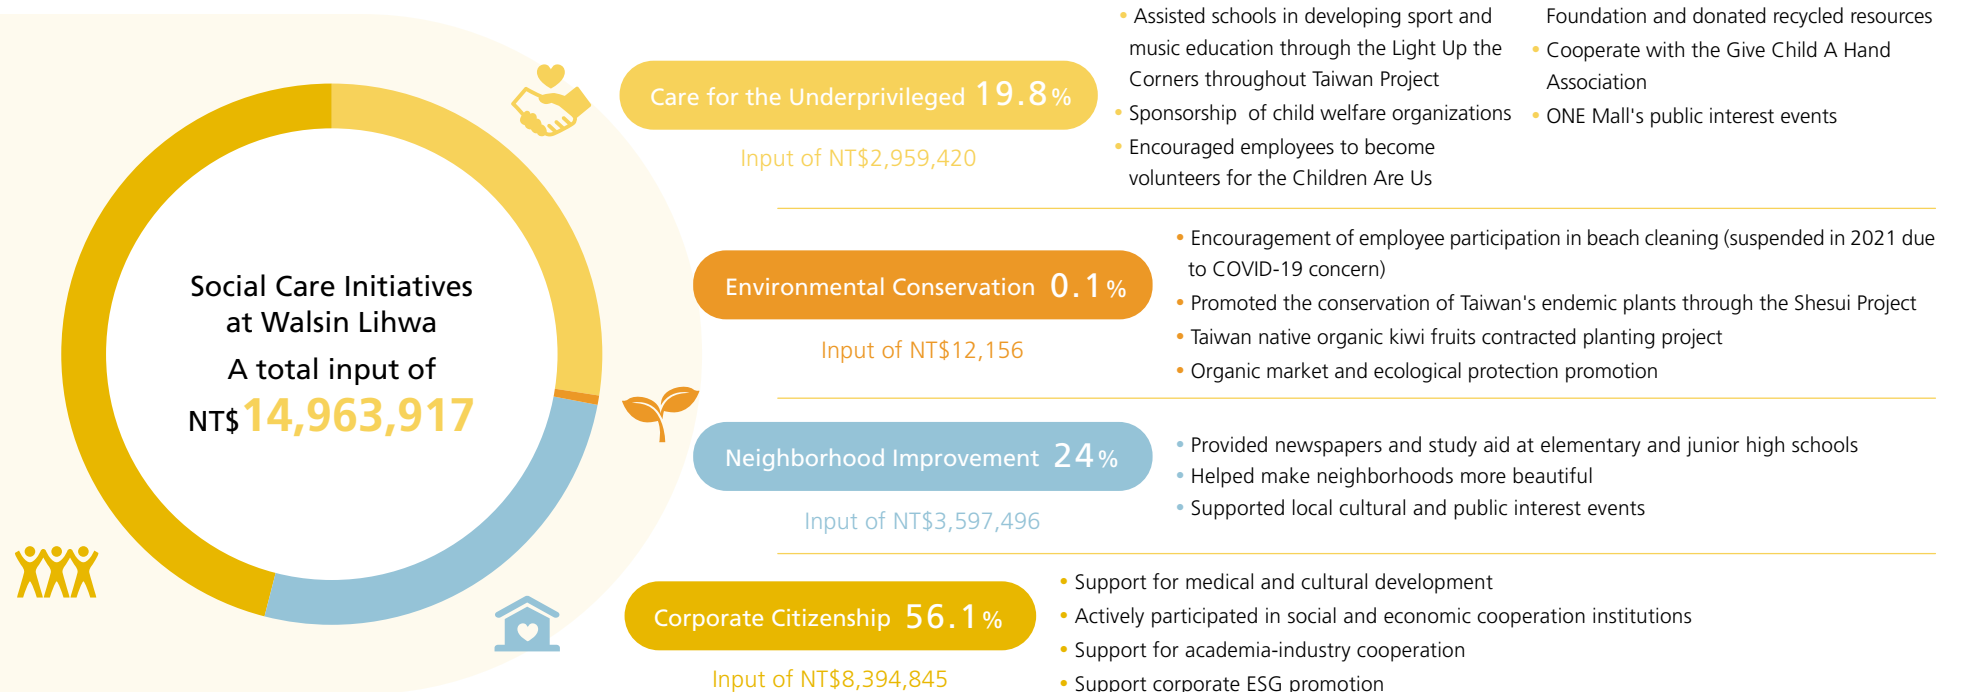 Social Care Initiatives
at Walsin Lihwa
A total input of
NT$14,963,917
Care for the Underprivileged 19.8%
Input of NT$2,959,420
• Assisted schools in developing sport and
music education through the Light Up the
Corners throughout Taiwan Project
• Sponsorship of child welfare organizations
• Encouraged employees to become
volunteers for the Children Are Us
Foundation and donated recycled resources
• Cooperate with the Give Child A Hand
Association
• ONE Mall's public interest events
Environmental Conservation 0.1%
Input of NT$12,156
• Encouragement of employee participation in beach cleaning (suspended in 2021 due
to COVID-19 concern)
• Promoted the conservation of Taiwan's endemic plants through the Shesui Project
• Taiwan native organic kiwi fruits contracted planting project
• Organic market and ecological protection promotion
Neighborhood Improvement 24%
Input of NT$3,597,496
• Provided newspapers and study aid at elementary and junior high schools
• Helped make neighborhoods more beautiful
• Supported local cultural and public interest events
Corporate Citizenship 56.1%
Input of NT$8,394,845
• Support for medical and cultural development
• Actively participated in social and economic cooperation institutions
• Support for academia-industry cooperation
• Support corporate ESG promotion